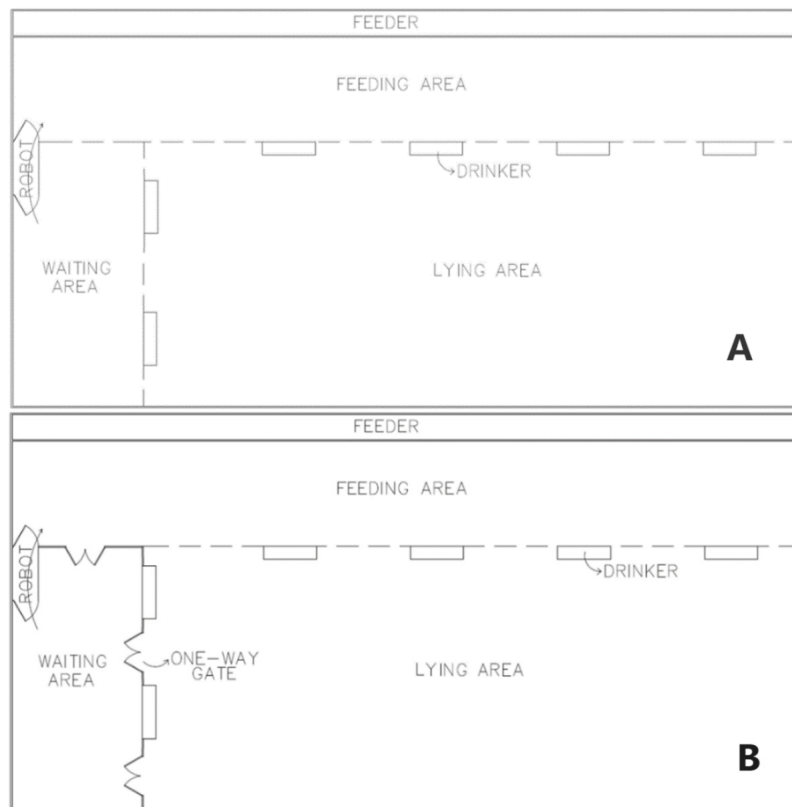 FEEDER
FEEDING AREA
ROBOT
DRINKER
WAITING
AREA
LYING AREA
A
FEEDER
FEEDING AREA
ROBOT
DRINKER
WAITING
AREA
ONE-WAY
GATE
LYING AREA
B